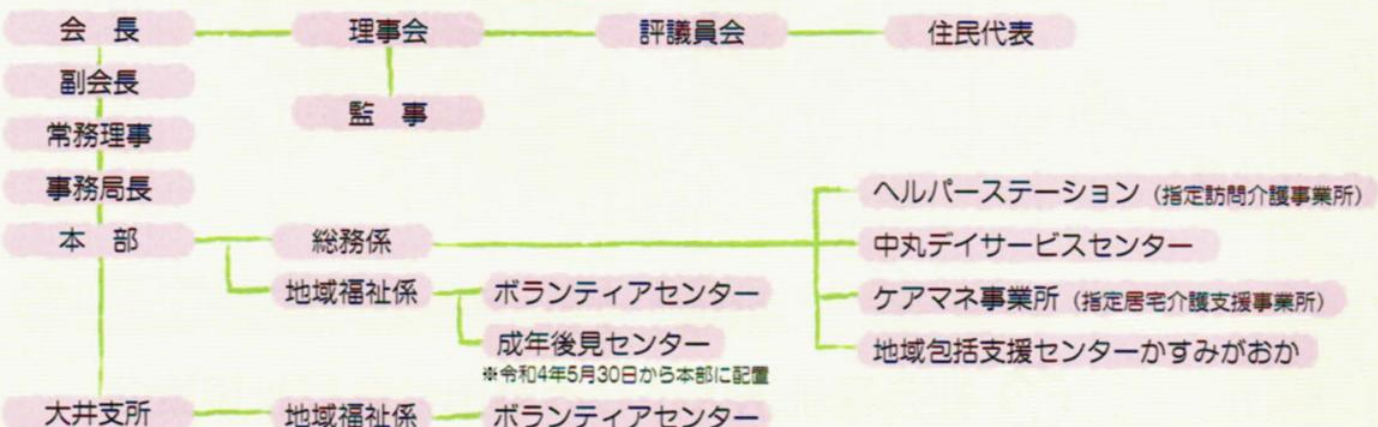 会　長
理事会
評議員会
住民代表
副会長
監　事
常務理事
事務局長
本　部
総務係
地域福祉係
ボランティアセンター
成年後見センター
※令和4年5月30日から本部に配置
ヘルパーステーション（指定訪問介護事業所）
中丸デイサービスセンター
ケアマネ事業所（指定居宅介護支援事業所）
地域包括支援センターかすみがおか
大井支所
地域福祉係
ボランティアセンター